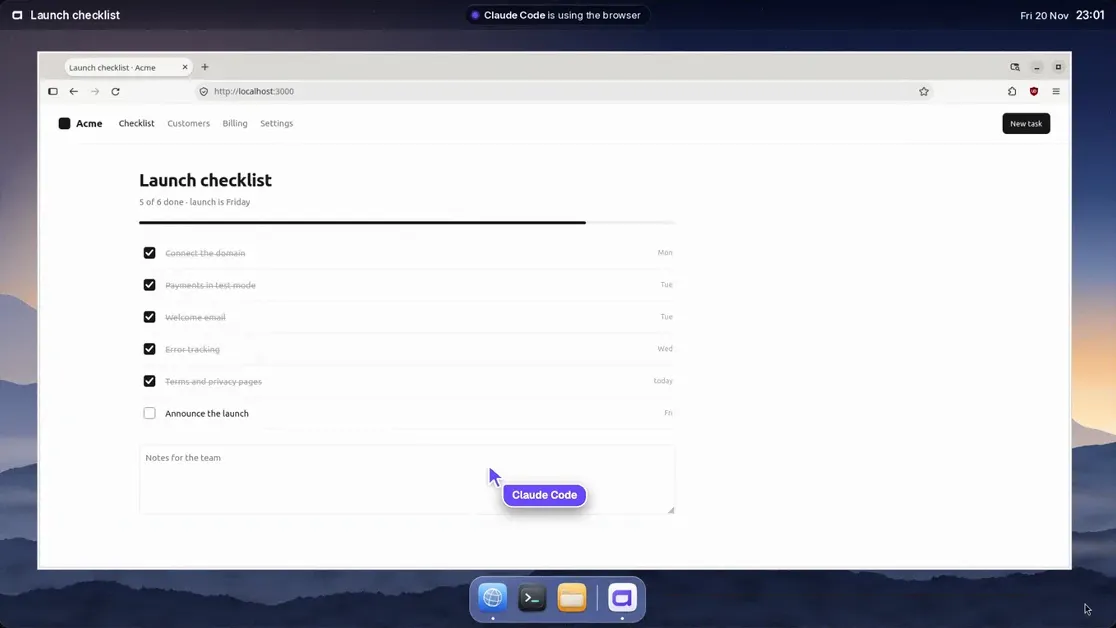 Launch checklist
Claude Code is using the browser
Fri 20 Nov 23:01
Launch checklist · Acme
http://localhost:3000
Acme Checklist Customers Billing Settings New task
Launch checklist
5 of 6 done · launch is Friday
Connect the domain Mon
Payments in test mode Tue
Welcome email Tue
Error tracking Wed
Terms and privacy pages today
Announce the launch Fri
Notes for the team
Claude Code